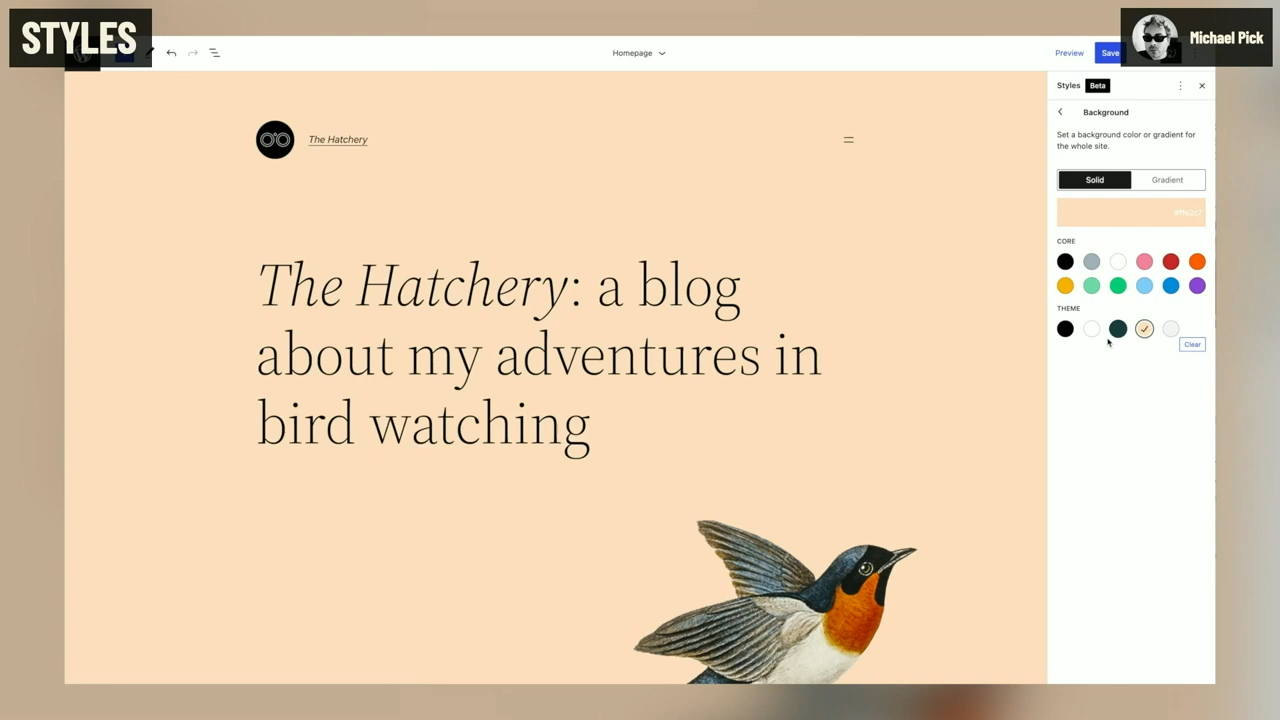 STYLES
Michael Pick
Homepage
Preview
Save
Styles Beta
Background
Set a background color or gradient for
the whole site.
Solid Gradient
#ffe2c7
CORE
THEME
Clear
The Hatchery
The Hatchery: a blog
about my adventures in
bird watching